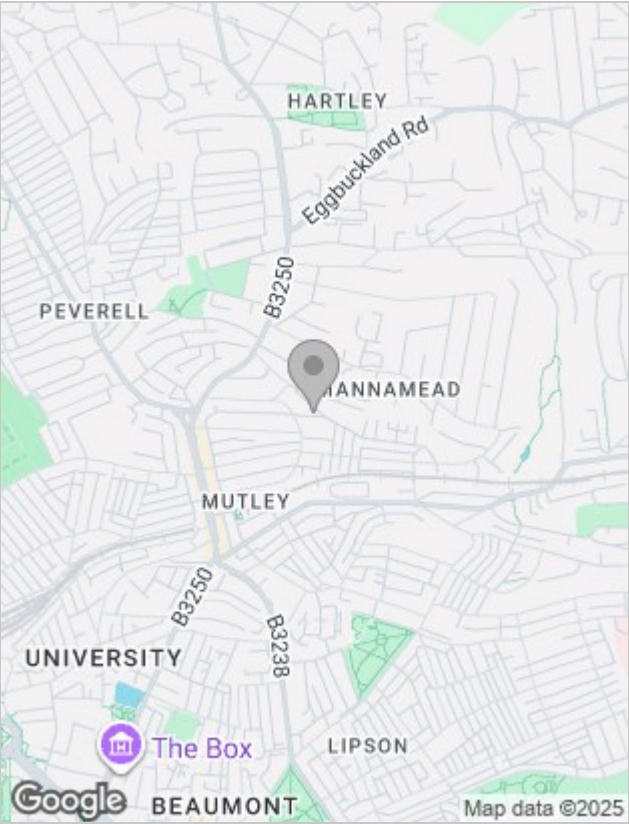 HARTLEY
Eggbuckland Rd
B3250
PEVERELL
HANNAMEAD
MUTLEY
B3250
B3238
UNIVERSITY
The Box
LIPSON
Google
BEAUMONT
Map data ©2025